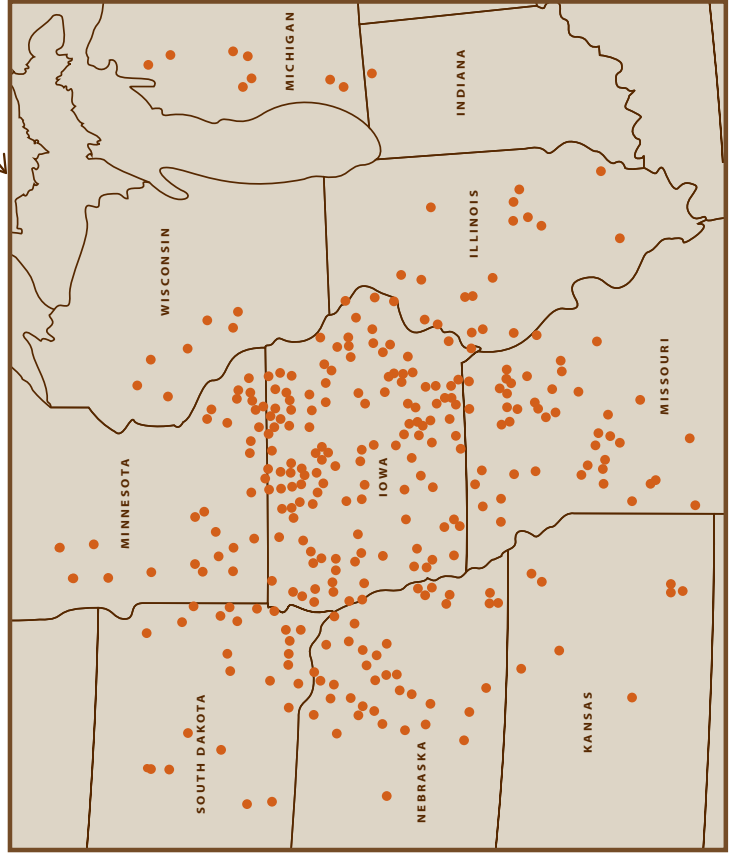 MICHIGAN
INDIANA
WISCONSIN
ILLINOIS
MINNESOTA
IOWA
MISSOURI
SOUTH DAKOTA
NEBRASKA
KANSAS